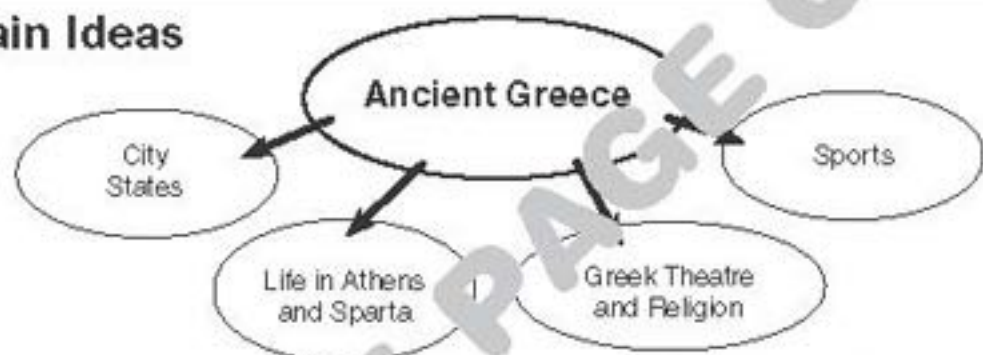 ain Ideas
Ancient Greece
City
States
Sports
Life in Athens
and Sparta
Greek Theatre
and Religion
PAGE